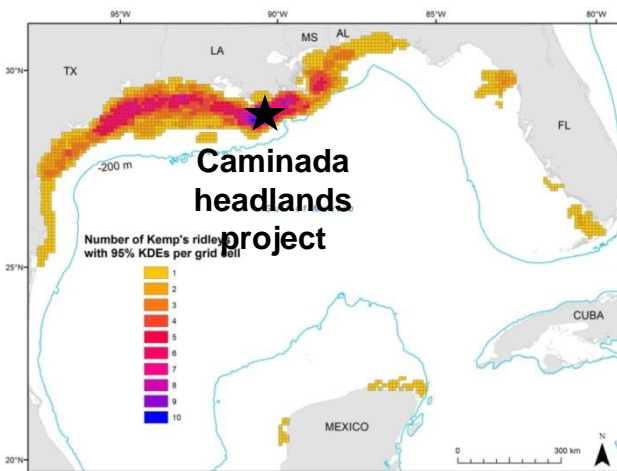 95°W 90°W 85°W 80°W
MS AL
LA
TX
30°N
FL
-200 m
Caminada
headlands
project
Number of Kemp's ridleys
with 95% KDEs per grid cell
1
2
3
4
5
6
7
8
9
10
25°N
CUBA
MEXICO
0 300 km
N
20°N